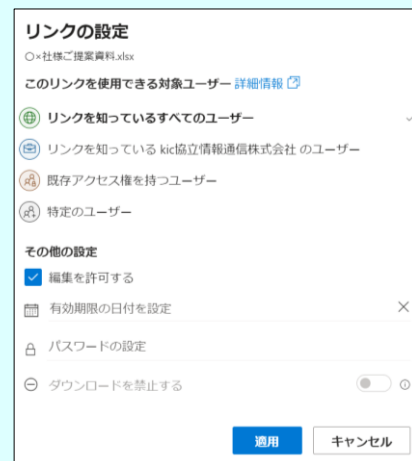 リンクの設定
○×社様ご提案資料.xlsx
このリンクを使用できる対象ユーザー 詳細情報
リンクを知っているすべてのユーザー
リンクを知っている kic協立情報通信株式会社 のユーザー
既存アクセス権を持つユーザー
特定のユーザー
その他の設定
編集を許可する
有効期限の日付を設定
パスワードの設定
ダウンロードを禁止する
適用 キャンセル